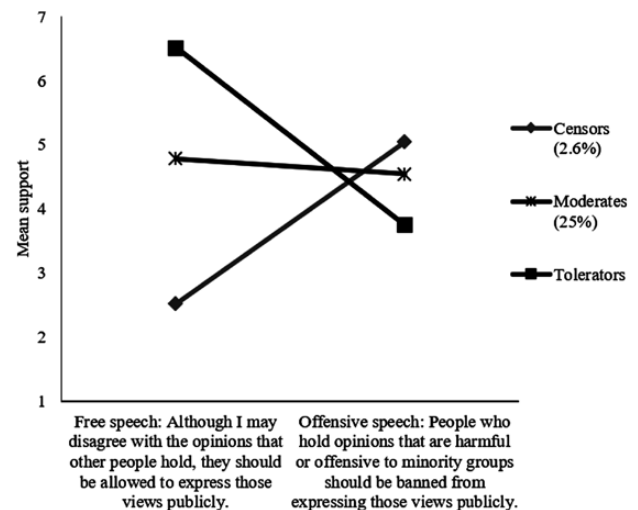 7
6
5
4
3
2
1
Mean support
Free speech: Although I may
disagree with the opinions that
other people hold, they should
be allowed to express those
views publicly.
Offensive speech: People who
hold opinions that are harmful
or offensive to minority groups
should be banned from
expressing those views publicly.
Censors
(2.6%)
Moderates
(25%)
Tolerators